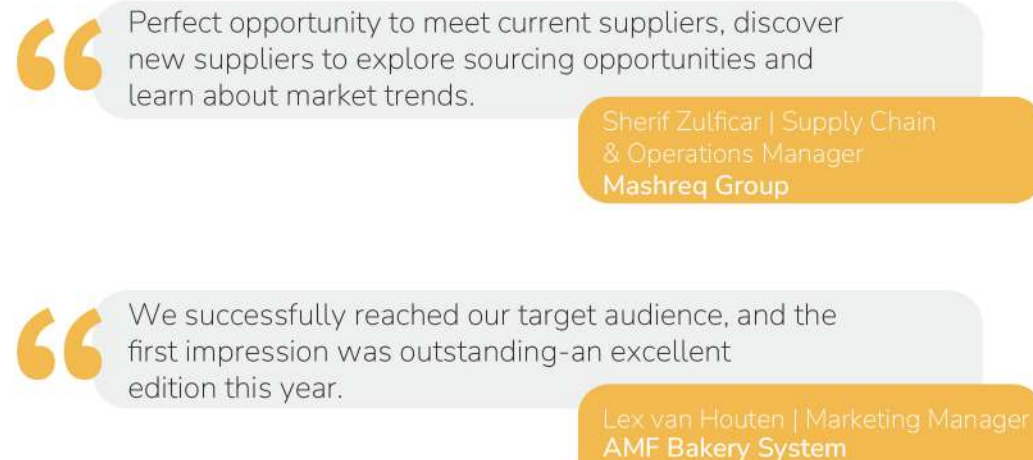 Perfect opportunity to meet current suppliers, discover
new suppliers to explore sourcing opportunities and
learn about market trends.
Sherif Zulficar | Supply Chain
& Operations Manager
Mashreq Group
We successfully reached our target audience, and the
first impression was outstanding-an excellent
edition this year.
Lex van Houten | Marketing Manager
AMF Bakery System